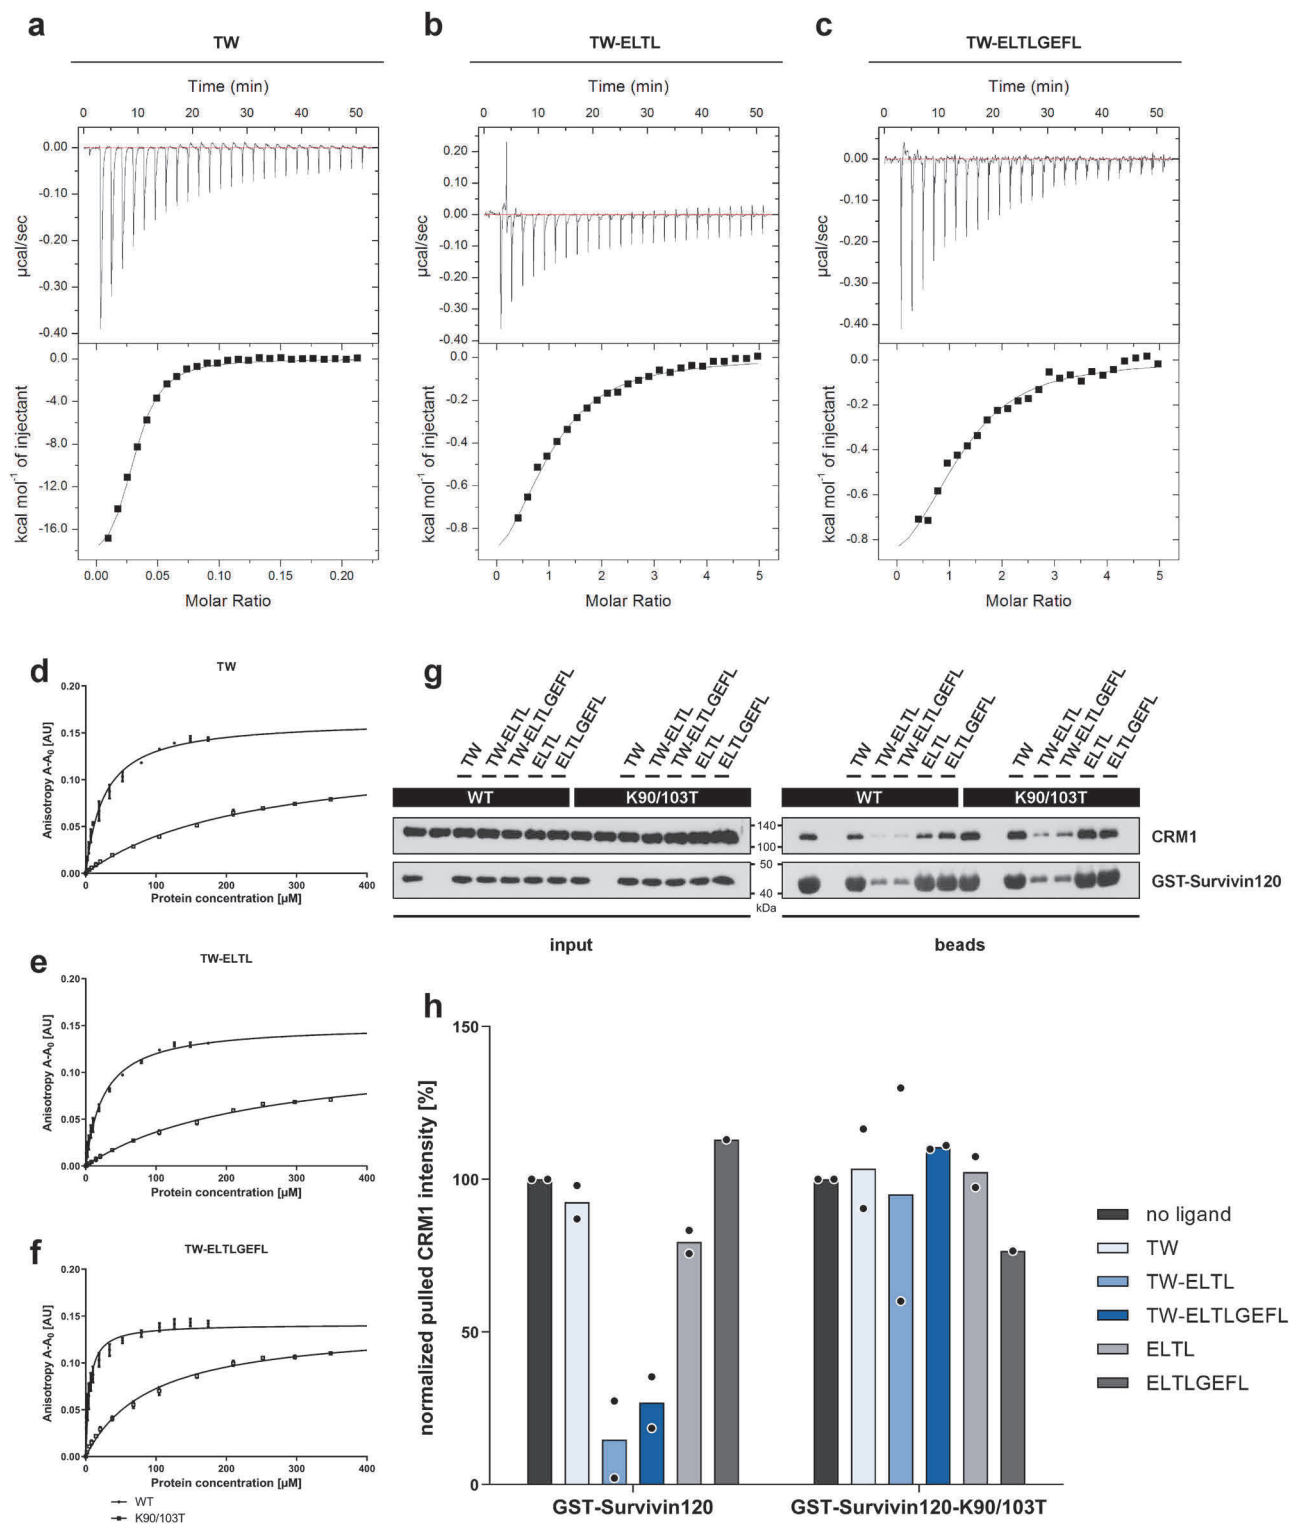 a
TW
Time (min)
0 10 20 30 40 50
0.00
-0.10
-0.20
-0.30
-0.40
µcal/sec
0.0
-4.0
-8.0
-12.0
-16.0
kcal mol⁻¹ of injectant
0.00 0.05 0.10 0.15 0.20
Molar Ratio
b
TW-ELTL
Time (min)
0 10 20 30 40 50
0.20
0.10
0.00
-0.10
-0.20
-0.30
-0.40
µcal/sec
0.0
-0.2
-0.4
-0.6
-0.8
kcal mol⁻¹ of injectant
0 1 2 3 4 5
Molar Ratio
c
TW-ELTLGEFL
Time (min)
0 10 20 30 40 50
0.00
-0.10
-0.20
-0.30
-0.40
µcal/sec
0.0
-0.2
-0.4
-0.6
-0.8
kcal mol⁻¹ of injectant
0 1 2 3 4 5
Molar Ratio
d
TW
Anisotropy A-A₀ [AU]
0.20
0.15
0.10
0.05
0.00
0 100 200 300 400
Protein concentration [µM]
e
TW-ELTL
Anisotropy A-A₀ [AU]
0.20
0.15
0.10
0.05
0.00
0 100 200 300 400
Protein concentration [µM]
f
TW-ELTLGEFL
Anisotropy A-A₀ [AU]
0.20
0.15
0.10
0.05
0.00
0 100 200 300 400
Protein concentration [µM]
WT
K90/103T
g
TW TW-ELTL TW-ELTLGEFL ELTL ELTLGEFL TW TW-ELTL TW-ELTLGEFL ELTL ELTLGEFL TW TW-ELTL TW-ELTLGEFL ELTL ELTLGEFL TW TW-ELTL TW-ELTLGEFL ELTL ELTLGEFL
WT K90/103T WT K90/103T
140
100
CRM1
50
40
GST-Survivin120
kDa
input beads
h
normalized pulled CRM1 intensity [%]
150
100
50
0
GST-Survivin120 GST-Survivin120-K90/103T
no ligand
TW
TW-ELTL
TW-ELTLGEFL
ELTL
ELTLGEFL